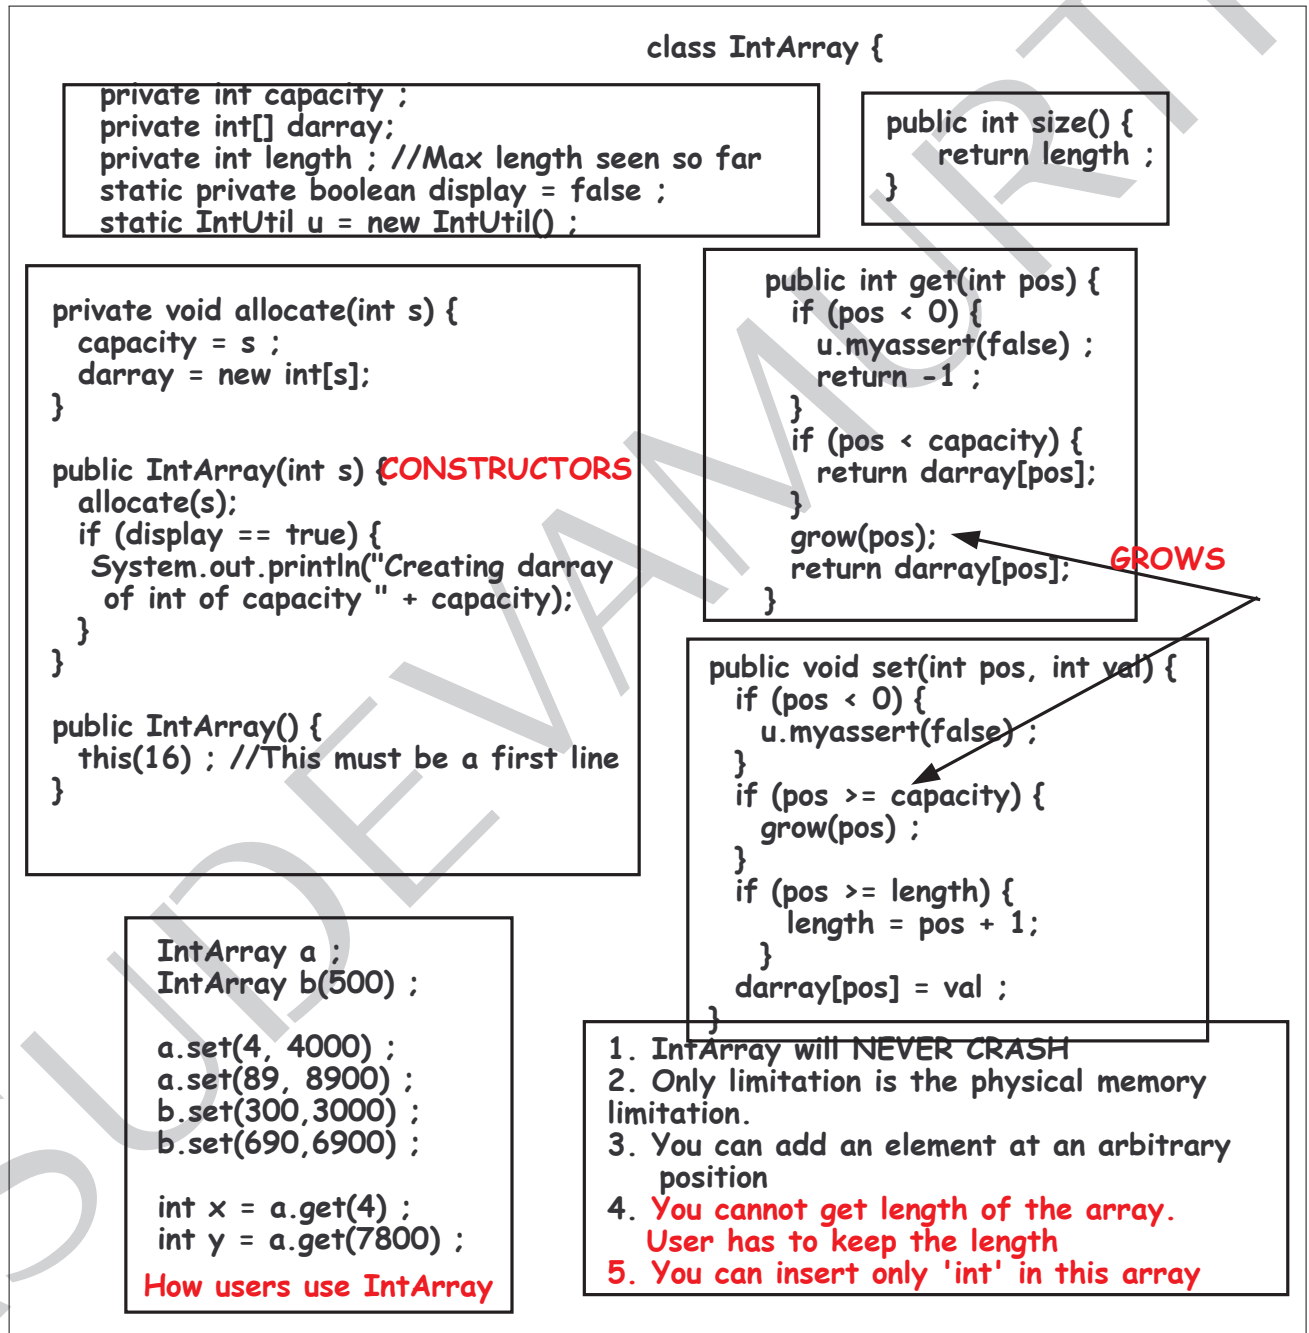 class IntArray {
private int capacity ;
private int[] darray;
private int length ; //Max length seen so far
static private boolean display = false ;
static IntUtil u = new IntUtil() ;
public int size() {
return length ;
}
private void allocate(int s) {
capacity = s ;
darray = new int[s];
}
public IntArray(int s) {
CONSTRUCTORS
allocate(s);
if (display == true) {
System.out.println("Creating darray
of int of capacity " + capacity);
}
}
public IntArray() {
this(16) ; //This must be a first line
}
public int get(int pos) {
if (pos < 0) {
u.myassert(false) ;
return -1 ;
}
if (pos < capacity) {
return darray[pos];
}
grow(pos);
return darray[pos];
}
GROWS
public void set(int pos, int val) {
if (pos < 0) {
u.myassert(false) ;
}
if (pos >= capacity) {
grow(pos) ;
}
if (pos >= length) {
length = pos + 1;
}
darray[pos] = val ;
}
IntArray a ;
IntArray b(500) ;
a.set(4, 4000) ;
a.set(89, 8900) ;
b.set(300,3000) ;
b.set(690,6900) ;
int x = a.get(4) ;
int y = a.get(7800) ;
How users use IntArray
1. IntArray will NEVER CRASH
2. Only limitation is the physical memory
limitation.
3. You can add an element at an arbitrary
position
4. You cannot get length of the array.
User has to keep the length
5. You can insert only 'int' in this array
SUDEVAMURT